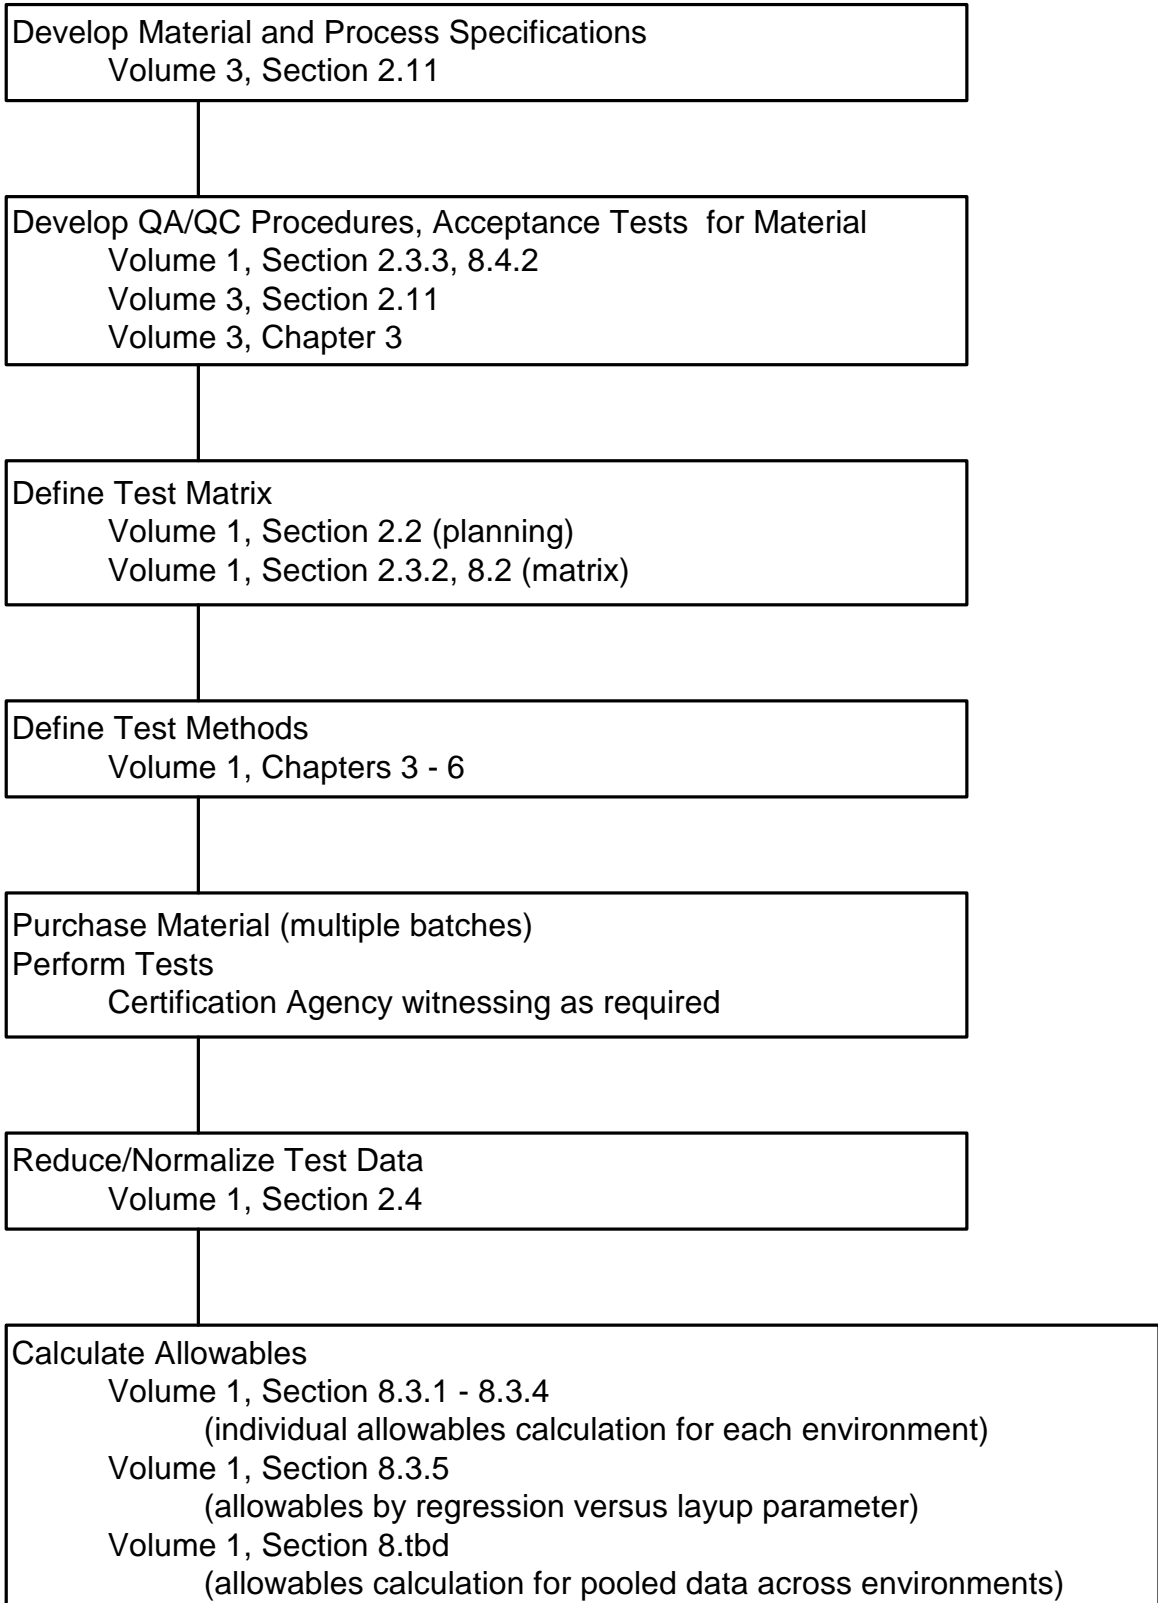 Develop Material and Process Specifications
Volume 3, Section 2.11
Develop QA/QC Procedures, Acceptance Tests  for Material
Volume 1, Section 2.3.3, 8.4.2
Volume 3, Section 2.11
Volume 3, Chapter 3
Define Test Matrix
Volume 1, Section 2.2 (planning)
Volume 1, Section 2.3.2, 8.2 (matrix)
Define Test Methods
Volume 1, Chapters 3 - 6
Purchase Material (multiple batches)
Perform Tests
Certification Agency witnessing as required
Reduce/Normalize Test Data
Volume 1, Section 2.4
Calculate Allowables
Volume 1, Section 8.3.1 - 8.3.4
(individual allowables calculation for each environment)
Volume 1, Section 8.3.5
(allowables by regression versus layup parameter)
Volume 1, Section 8.tbd
(allowables calculation for pooled data across environments)